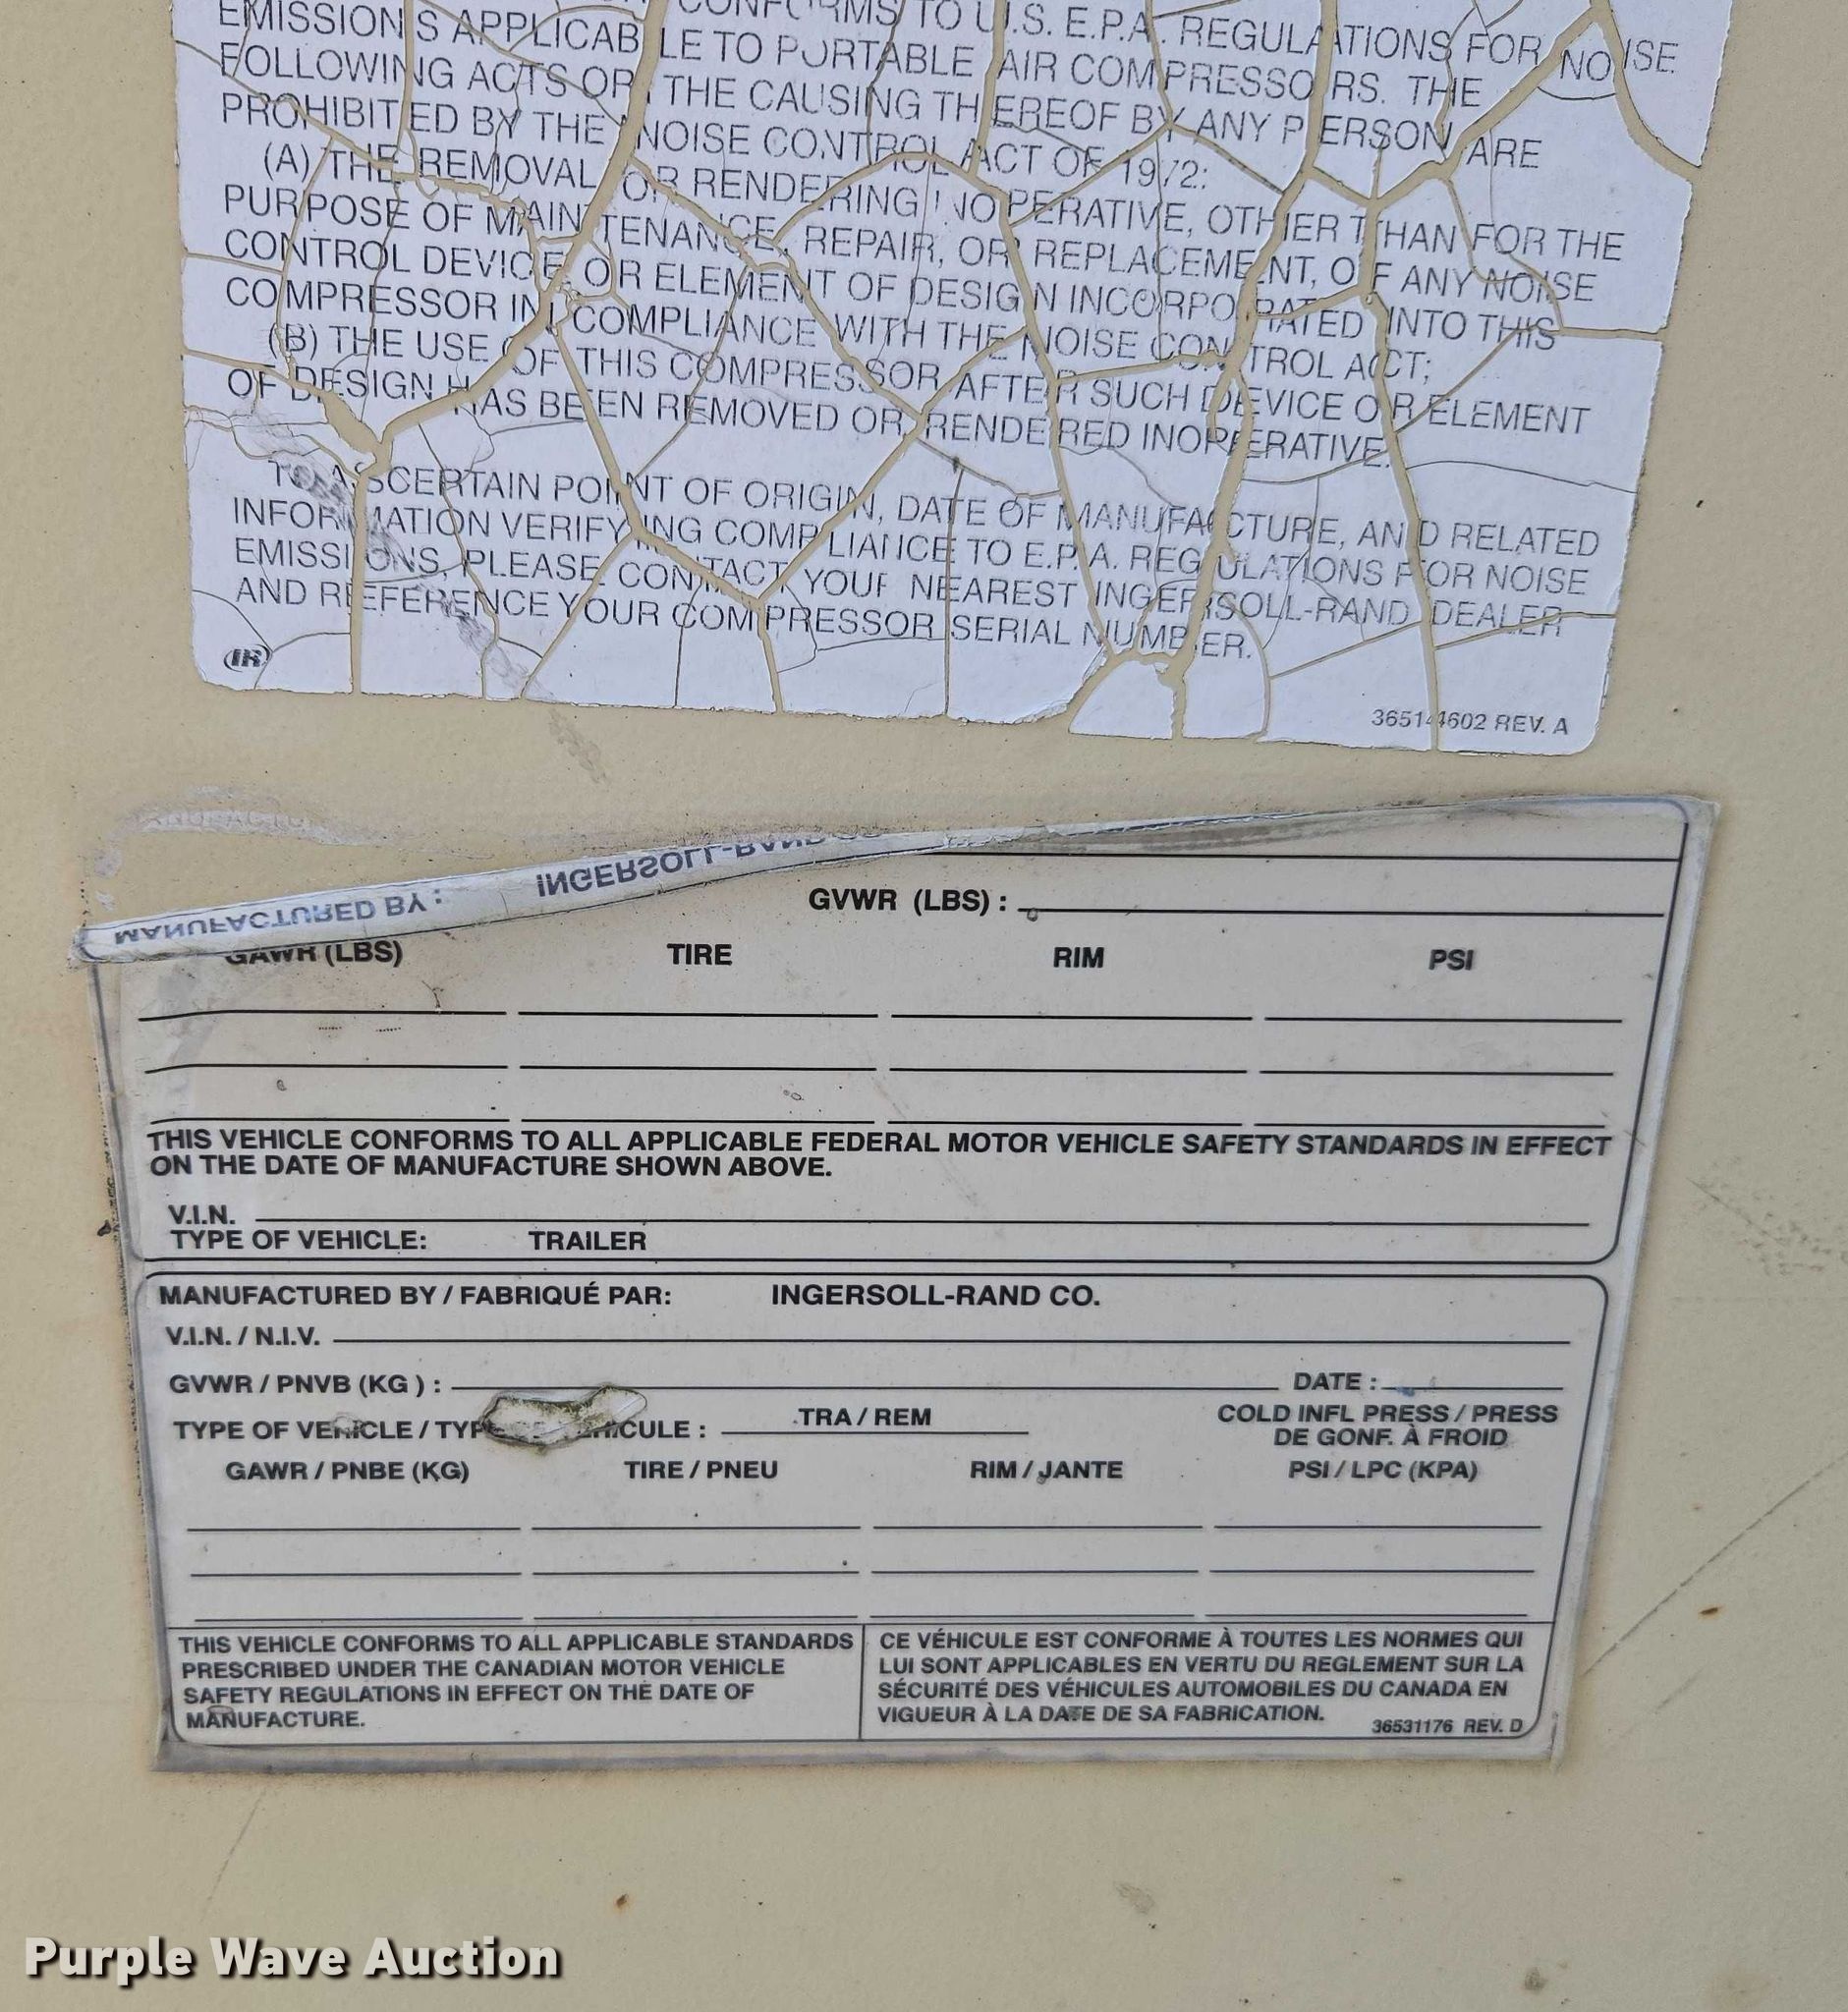 CONFORMS TO U.S. E.P.A. REGULATIONS FOR NOISE
EMISSIONS APPLICABLE TO PORTABLE AIR COMPRESSORS. THE
FOLLOWING ACTS OR THE CAUSING THEREOF BY ANY PERSON ARE
PROHIBITED BY THE NOISE CONTROL ACT OF 1972:
(A) THE REMOVAL OR RENDERING INOPERATIVE, OTHER THAN FOR THE
PURPOSE OF MAINTENANCE, REPAIR, OR REPLACEMENT, OF ANY NOISE
CONTROL DEVICE OR ELEMENT OF DESIGN INCORPORATED INTO THIS
COMPRESSOR IN COMPLIANCE WITH THE NOISE CONTROL ACT;
(B) THE USE OF THIS COMPRESSOR AFTER SUCH DEVICE OR ELEMENT
OF DESIGN HAS BEEN REMOVED OR RENDERED INOPERATIVE.
TO ASCERTAIN POINT OF ORIGIN, DATE OF MANUFACTURE, AND RELATED
INFORMATION VERIFYING COMPLIANCE TO E.P.A. REGULATIONS FOR NOISE
EMISSIONS, PLEASE CONTACT YOUR NEAREST INGERSOLL-RAND DEALER
AND REFERENCE YOUR COMPRESSOR SERIAL NUMBER.
IR
36514602 REV. A
MANUFACTURED BY: INGERSOLL-RAND
GVWR (LBS):
GAWR (LBS) TIRE RIM PSI
THIS VEHICLE CONFORMS TO ALL APPLICABLE FEDERAL MOTOR VEHICLE SAFETY STANDARDS IN EFFECT
ON THE DATE OF MANUFACTURE SHOWN ABOVE.
V.I.N.
TYPE OF VEHICLE: TRAILER
MANUFACTURED BY / FABRIQUÉ PAR: INGERSOLL-RAND CO.
V.I.N. / N.I.V.
GVWR / PNVB (KG) : DATE :
TYPE OF VEHICLE / TYP CULE : TRA / REM
COLD INFL PRESS / PRESS
DE GONF. À FROID
GAWR / PNBE (KG) TIRE / PNEU RIM / JANTE PSI / LPC (KPA)
THIS VEHICLE CONFORMS TO ALL APPLICABLE STANDARDS
PRESCRIBED UNDER THE CANADIAN MOTOR VEHICLE
SAFETY REGULATIONS IN EFFECT ON THE DATE OF
MANUFACTURE.
CE VÉHICULE EST CONFORME À TOUTES LES NORMES QUI
LUI SONT APPLICABLES EN VERTU DU REGLEMENT SUR LA
SÉCURITÉ DES VÉHICULES AUTOMOBILES DU CANADA EN
VIGUEUR À LA DATE DE SA FABRICATION.
36531176 REV. D
Purple Wave Auction